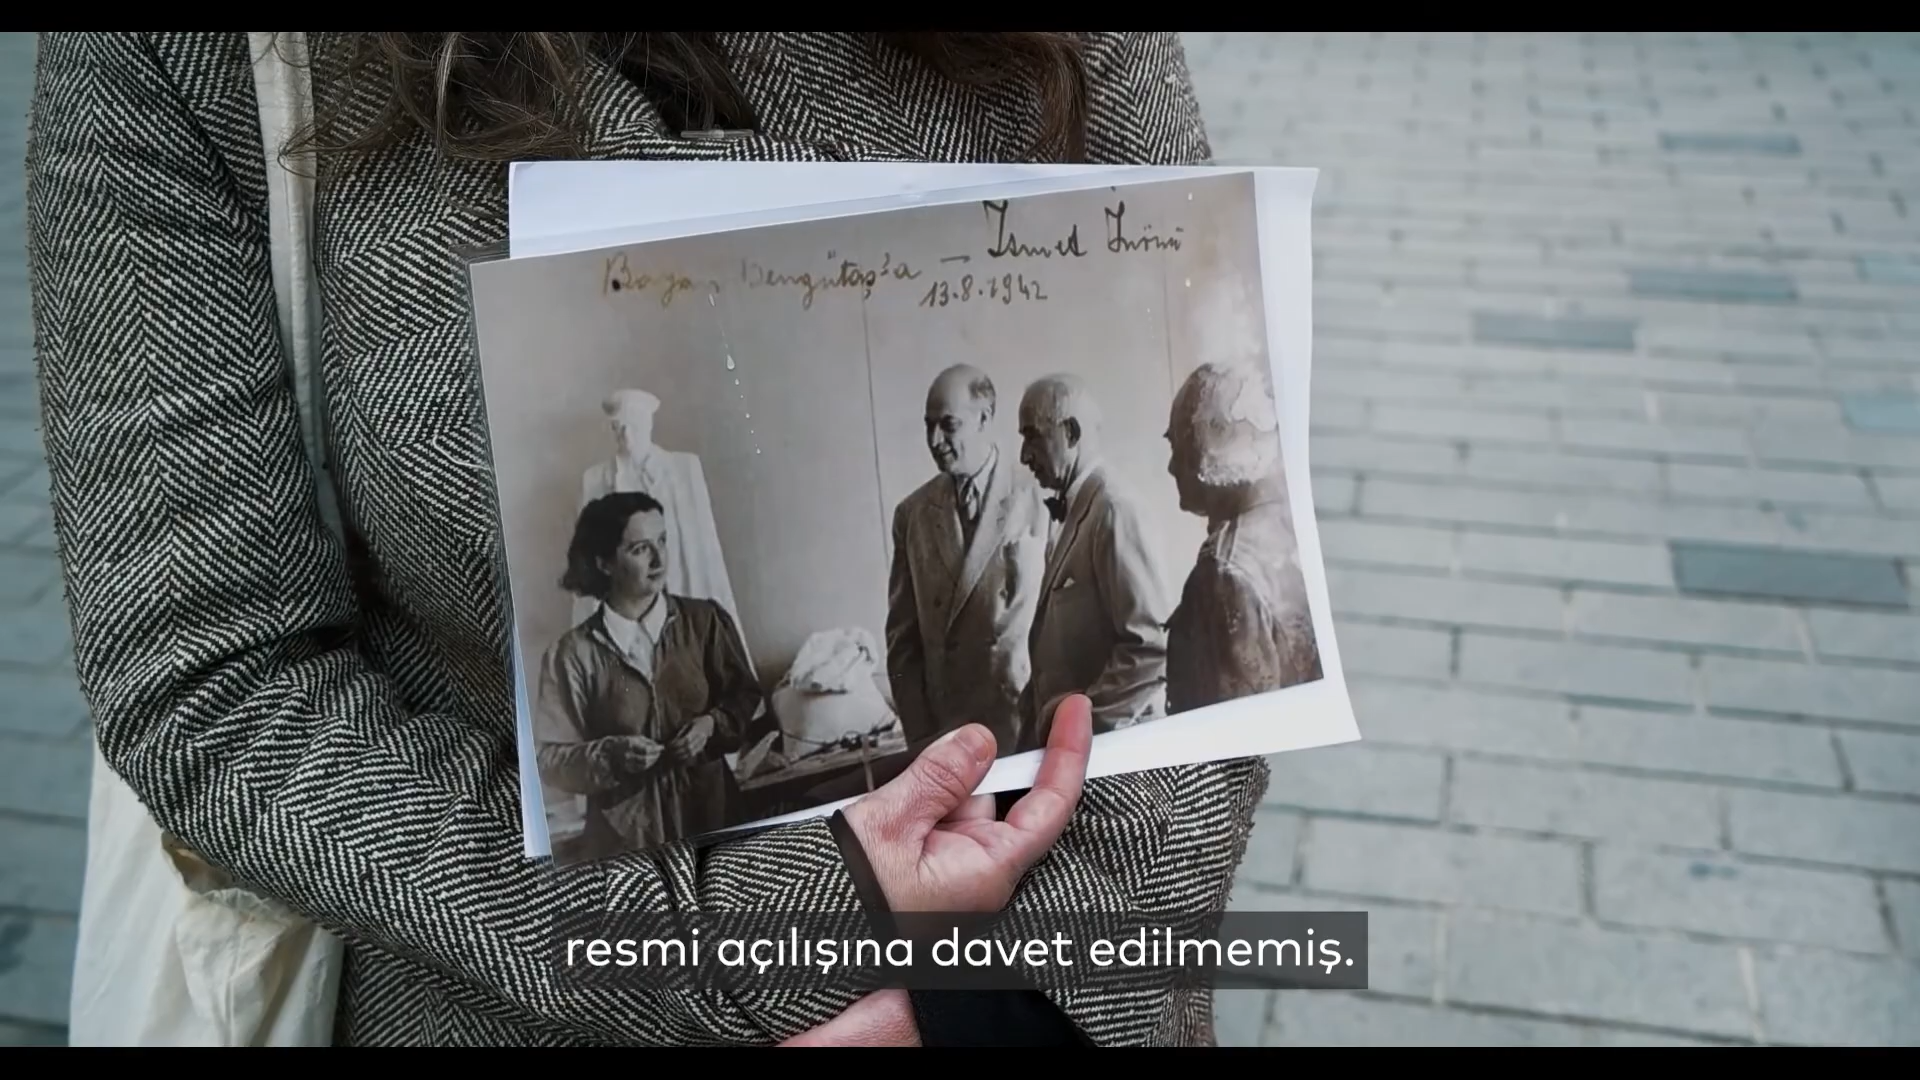 Bayan Bengütaş'a — İsmet İnönü
13.8.1942
resmi açılışına davet edilmemiş.